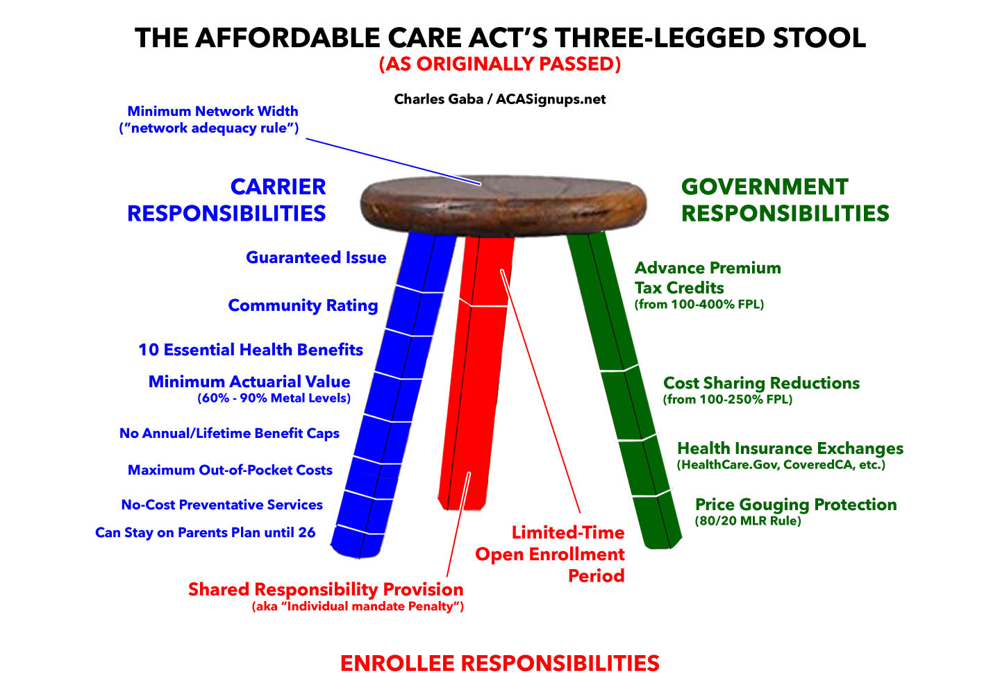 THE AFFORDABLE CARE ACT’S THREE-LEGGED STOOL
(AS ORIGINALLY PASSED)
Charles Gaba / ACASignups.net
Minimum Network Width
(”network adequacy rule”)
CARRIER
RESPONSIBILITIES
Guaranteed Issue
Community Rating
10 Essential Health Benefits
Minimum Actuarial Value
(60% - 90% Metal Levels)
No Annual/Lifetime Benefit Caps
Maximum Out-of-Pocket Costs
No-Cost Preventative Services
Can Stay on Parents Plan until 26
GOVERNMENT
RESPONSIBILITIES
Advance Premium
Tax Credits
(from 100-400% FPL)
Cost Sharing Reductions
(from 100-250% FPL)
Health Insurance Exchanges
(HealthCare.Gov, CoveredCA, etc.)
Price Gouging Protection
(80/20 MLR Rule)
Limited-Time
Open Enrollment
Period
Shared Responsibility Provision
(aka ”Individual mandate Penalty”)
ENROLLEE RESPONSIBILITIES